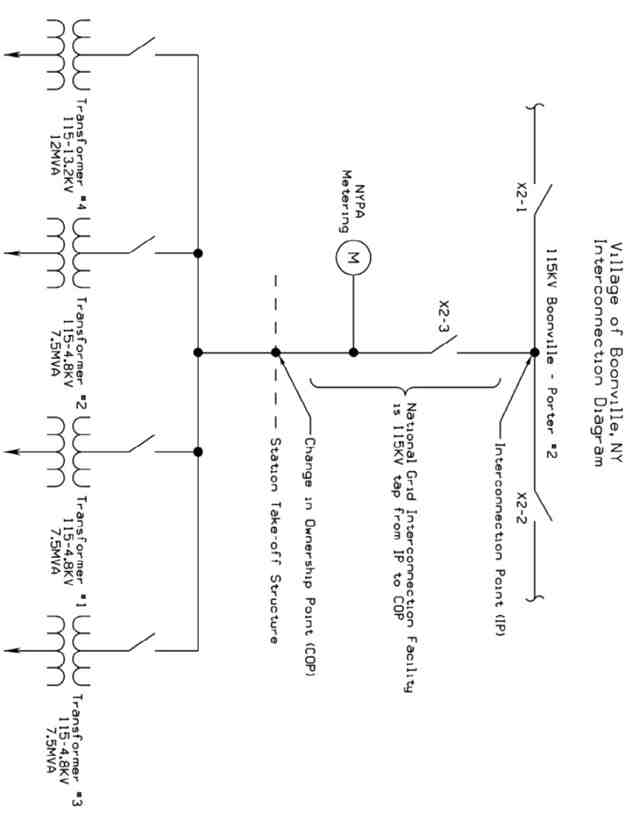 Village of Boonville, NY
Interconnection Diagram
115KV Boonville - Porter #2
X2-1
X2-2
Interconnection Point (IP)
X2-3
National Grid Interconnection Facility
is 115KV tap from IP to COP
NYPA
Metering
M
Change in Ownership Point (COP)
Station Take-off Structure
Transformer #4
115-13.2KV
12MVA
Transformer #2
115-4.8KV
7.5MVA
Transformer #1
115-4.8KV
7.5MVA
Transformer #3
115-4.8KV
7.5MVA